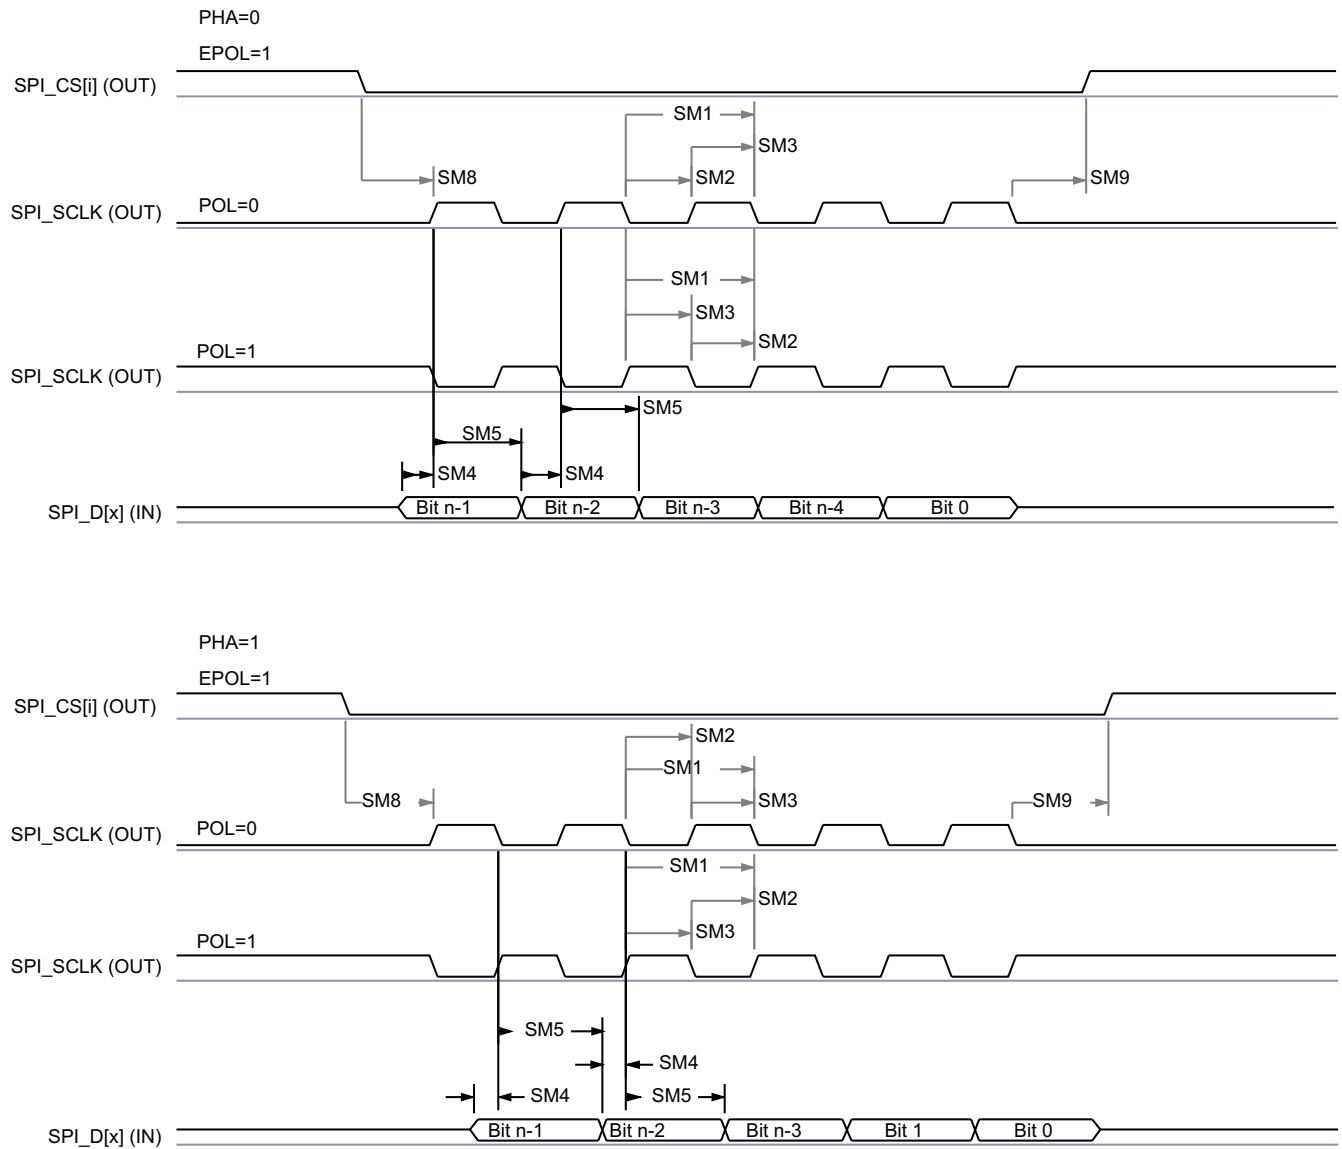 PHA=0
EPOL=1
SPI_CS[i] (OUT)
SM1
SM3
SM8
SM2
SM9
SPI_SCLK (OUT)
POL=0
SM1
SM3
SM2
POL=1
SPI_SCLK (OUT)
SM5
SM5
SM4
SM4
SPI_D[x] (IN)
Bit n-1
Bit n-2
Bit n-3
Bit n-4
Bit 0
PHA=1
EPOL=1
SPI_CS[i] (OUT)
SM2
SM1
SM8
SM3
SM9
SPI_SCLK (OUT)
POL=0
SM1
SM2
SM3
POL=1
SPI_SCLK (OUT)
SM5
SM4
SM4
SM5
SPI_D[x] (IN)
Bit n-1
Bit n-2
Bit n-3
Bit 1
Bit 0